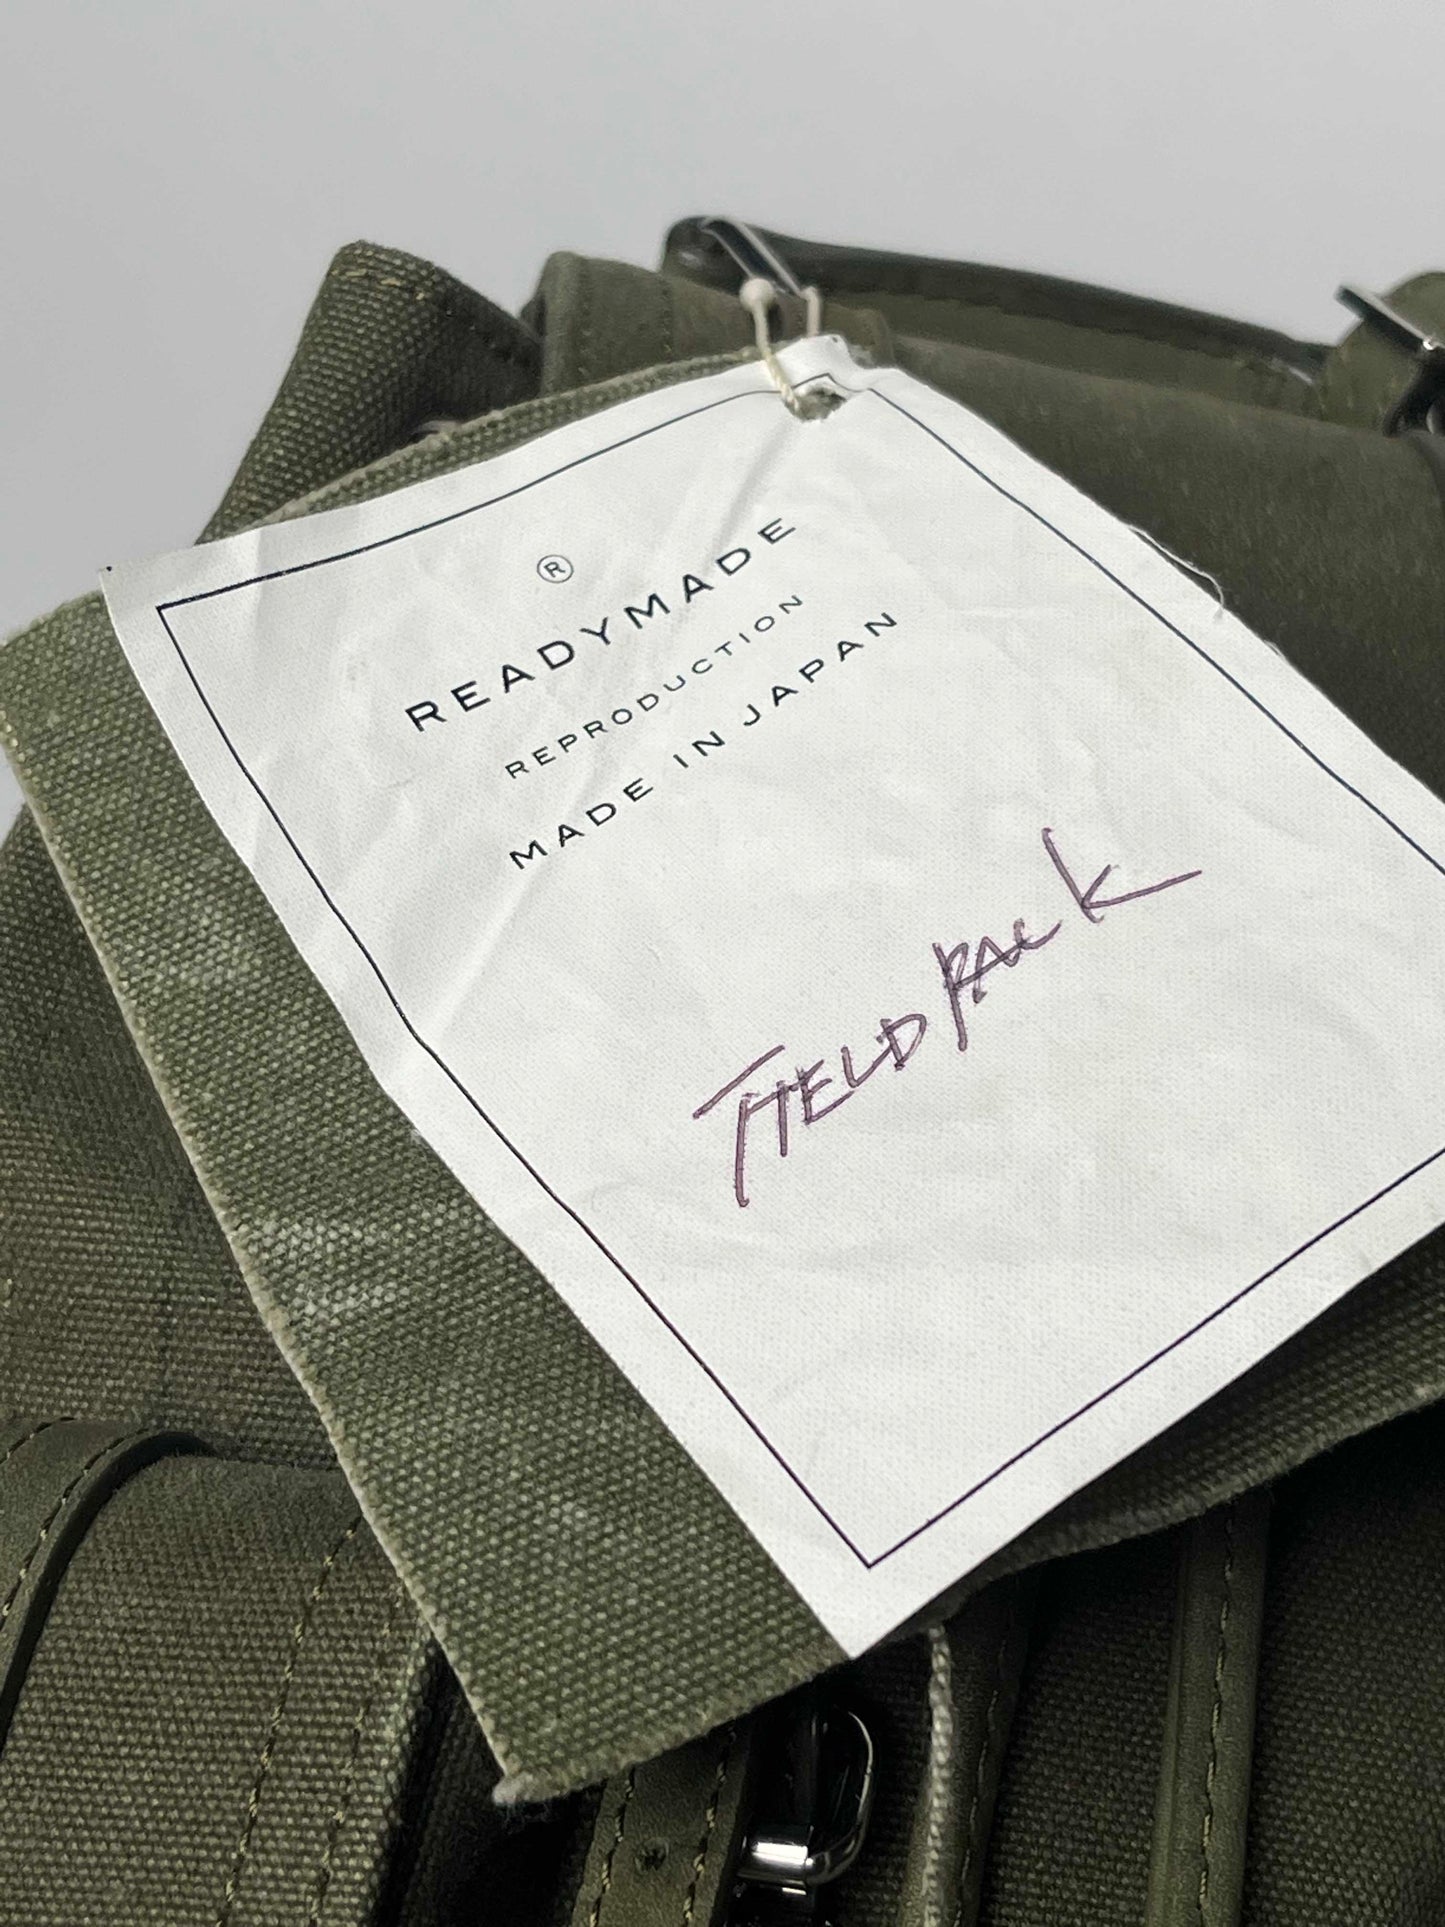 ®
READYMADE
REPRODUCTION
MADE IN JAPAN
FIELD PACK